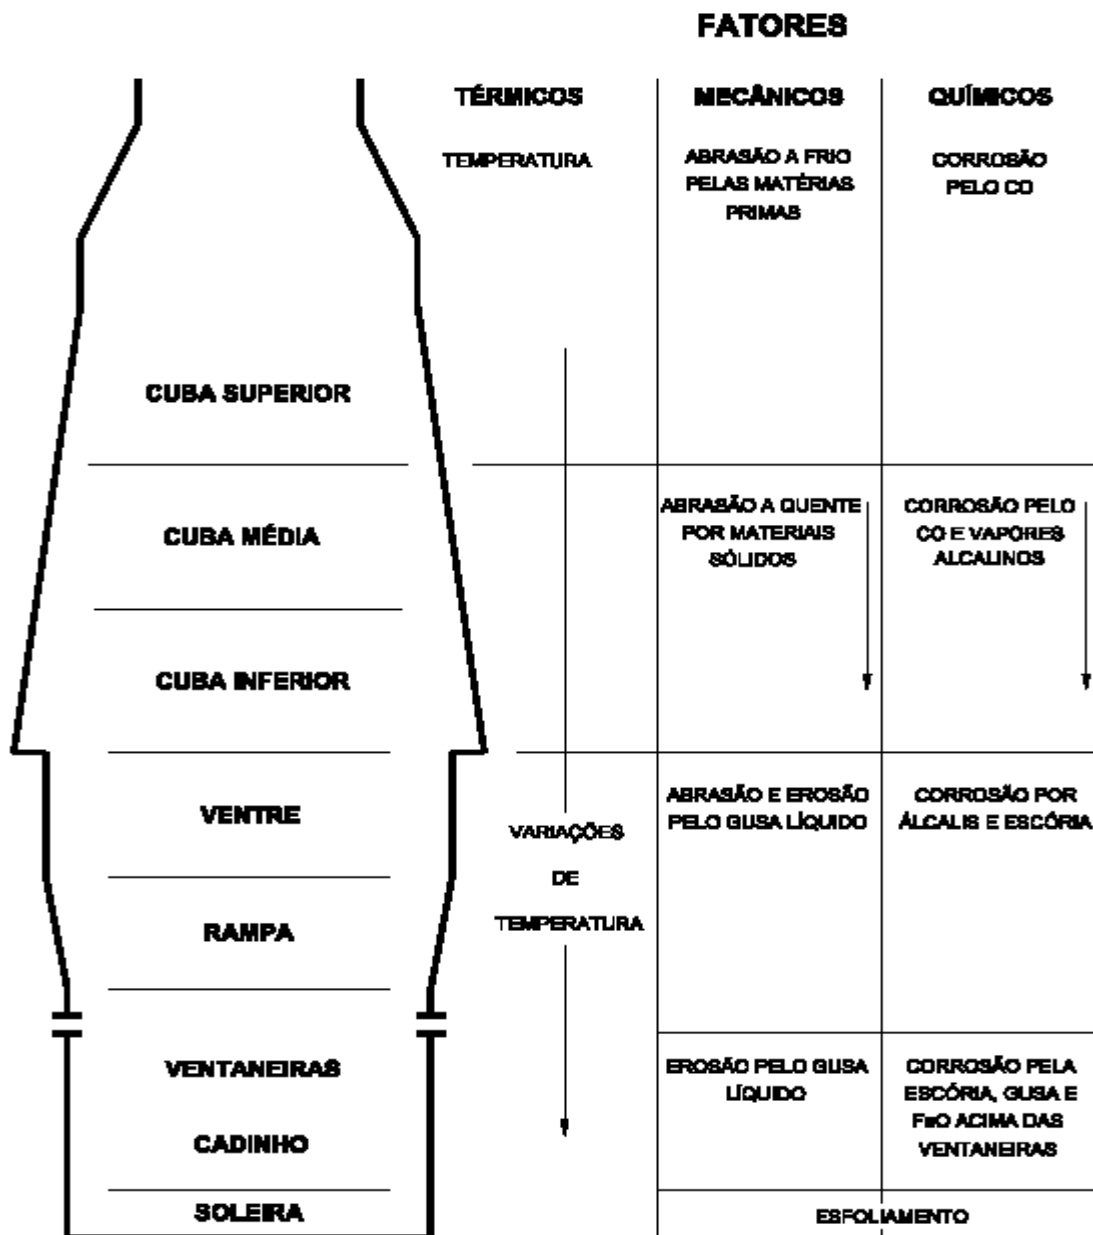 FATORES
TÉRMICOS
MECÂNICOS
QUÍMICOS
TEMPERATURA
ABRASÃO A FRIO
PELAS MATÉRIAS
PRIMAS
CORROSÃO
PELO CO
CUBA SUPERIOR
CUBA MÉDIA
ABRASÃO A QUENTE
POR MATERIAIS
SÓLIDOS
CORROSÃO PELO
CO E VAPORES
ALCALINOS
CUBA INFERIOR
VENTRE
VARIAÇÕES
DE
TEMPERATURA
ABRASÃO E EROSÃO
PELO GUSA LÍQUIDO
CORROSÃO POR
ÁLCALIS E ESCÓRIA
RAMPA
VENTANEIRAS
EROSÃO PELO GUSA
LÍQUIDO
CORROSÃO PELA
ESCÓRIA, GUSA E
FeO ACIMA DAS
VENTANEIRAS
CADINHO
SOLEIRA
ESFOLIAMENTO